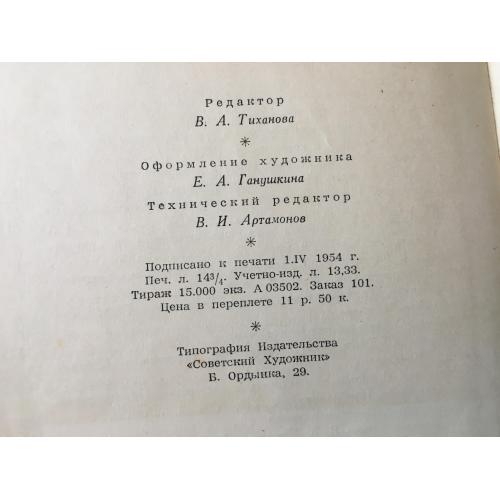 Редактор
В. А. Тиханова
*
Оформление художника
Е. А. Ганушкина
Технический редактор
В. И. Артамонов
*
Подписано к печати 1.IV 1954 г.
Печ. л. 14³/₄. Учетно-изд. л. 13,33.
Тираж 15.000 экз. А 03502. Заказ 101.
Цена в переплете 11 р. 50 к.
*
Типография Издательства
«Советский Художник»
Б. Ордынка, 29.